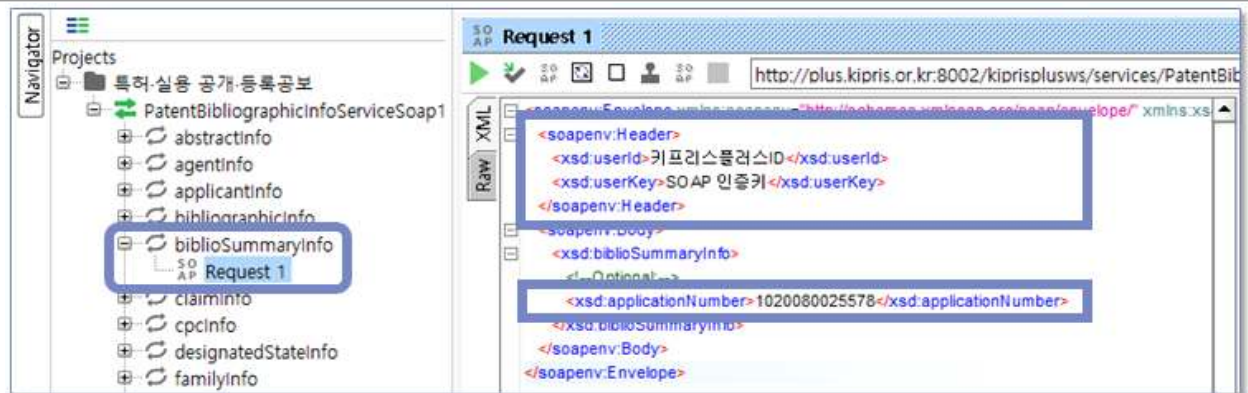 Navigator
Projects
특허·실용 공개·등록공보
PatentBibliographicInfoServiceSoap1
abstractInfo
agentInfo
applicantInfo
bibliographicInfo
biblioSummaryInfo
SOAP Request 1
claimInfo
cpcInfo
designatedStateInfo
familyInfo
SOAP Request 1
http://plus.kipris.or.kr:8002/kiprisplusws/services/PatentBib
XML
Raw
<soapenv:Envelope xmlns:soapenv="http://schemas.xmlsoap.org/soap/envelope/" xmlns:xs
<soapenv:Header>
<xsd:userId>키프리스플러스ID</xsd:userId>
<xsd:userKey>SOAP 인증키</xsd:userKey>
</soapenv:Header>
<soapenv:Body>
<xsd:biblioSummaryInfo>
<!--Optional:-->
<xsd:applicationNumber>1020080025578</xsd:applicationNumber>
</xsd:biblioSummaryInfo>
</soapenv:Body>
</soapenv:Envelope>